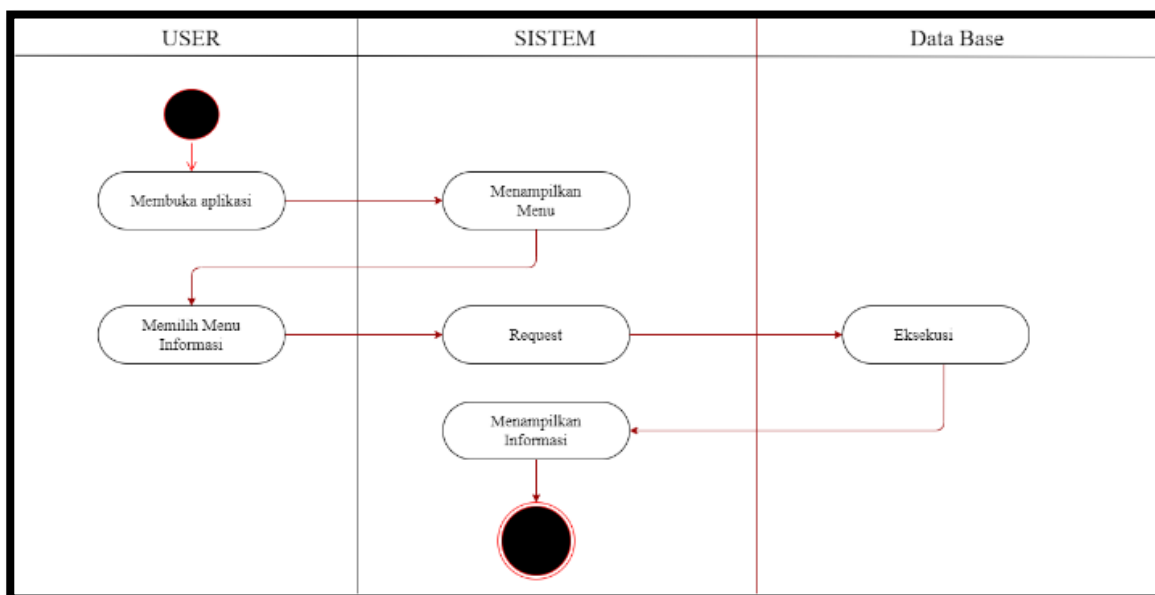 USER
SISTEM
Data Base
Membuka aplikasi
Menampilkan
Menu
Memilih Menu
Informasi
Request
Eksekusi
Menampilkan
Informasi